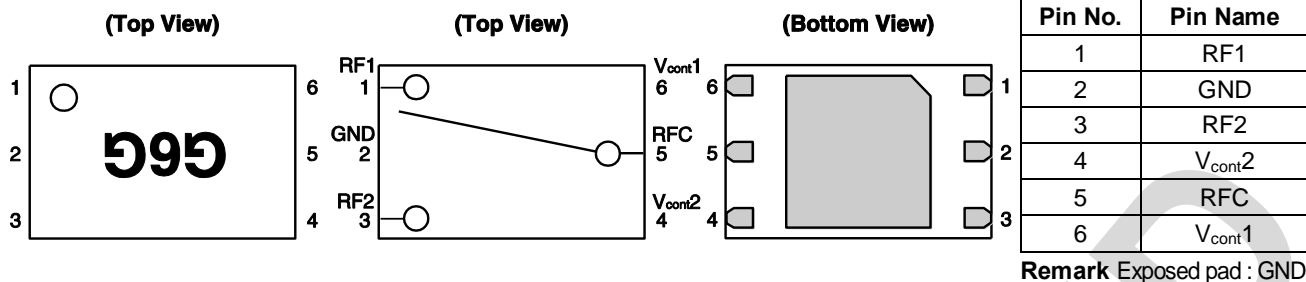 (Top View)
1
2
3
G6G
6
5
4
(Top View)
RF1
1
GND
2
RF2
3
Vcont1
6
RFC
5
Vcont2
4
(Bottom View)
6
5
4
1
2
3
Pin No. Pin Name
1 RF1
2 GND
3 RF2
4 Vcont2
5 RFC
6 Vcont1
Remark Exposed pad : GND